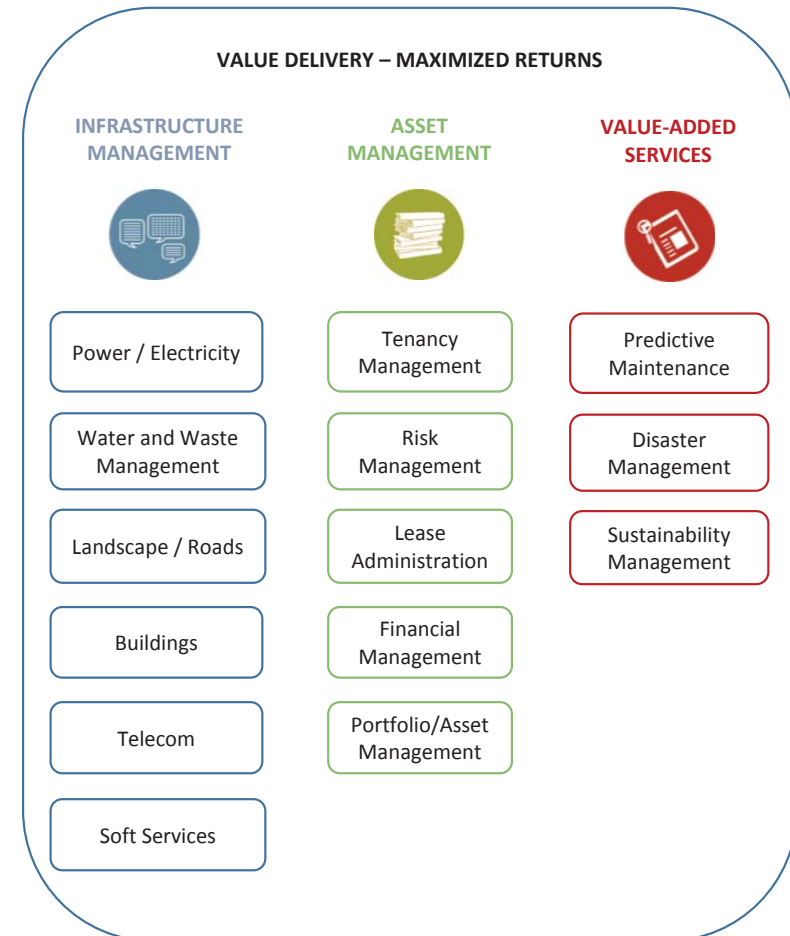 VALUE DELIVERY – MAXIMIZED RETURNS
INFRASTRUCTURE
MANAGEMENT
Power / Electricity
Water and Waste
Management
Landscape / Roads
Buildings
Telecom
Soft Services
ASSET
MANAGEMENT
Tenancy
Management
Risk
Management
Lease
Administration
Financial
Management
Portfolio/Asset
Management
VALUE-ADDED
SERVICES
Predictive
Maintenance
Disaster
Management
Sustainability
Management